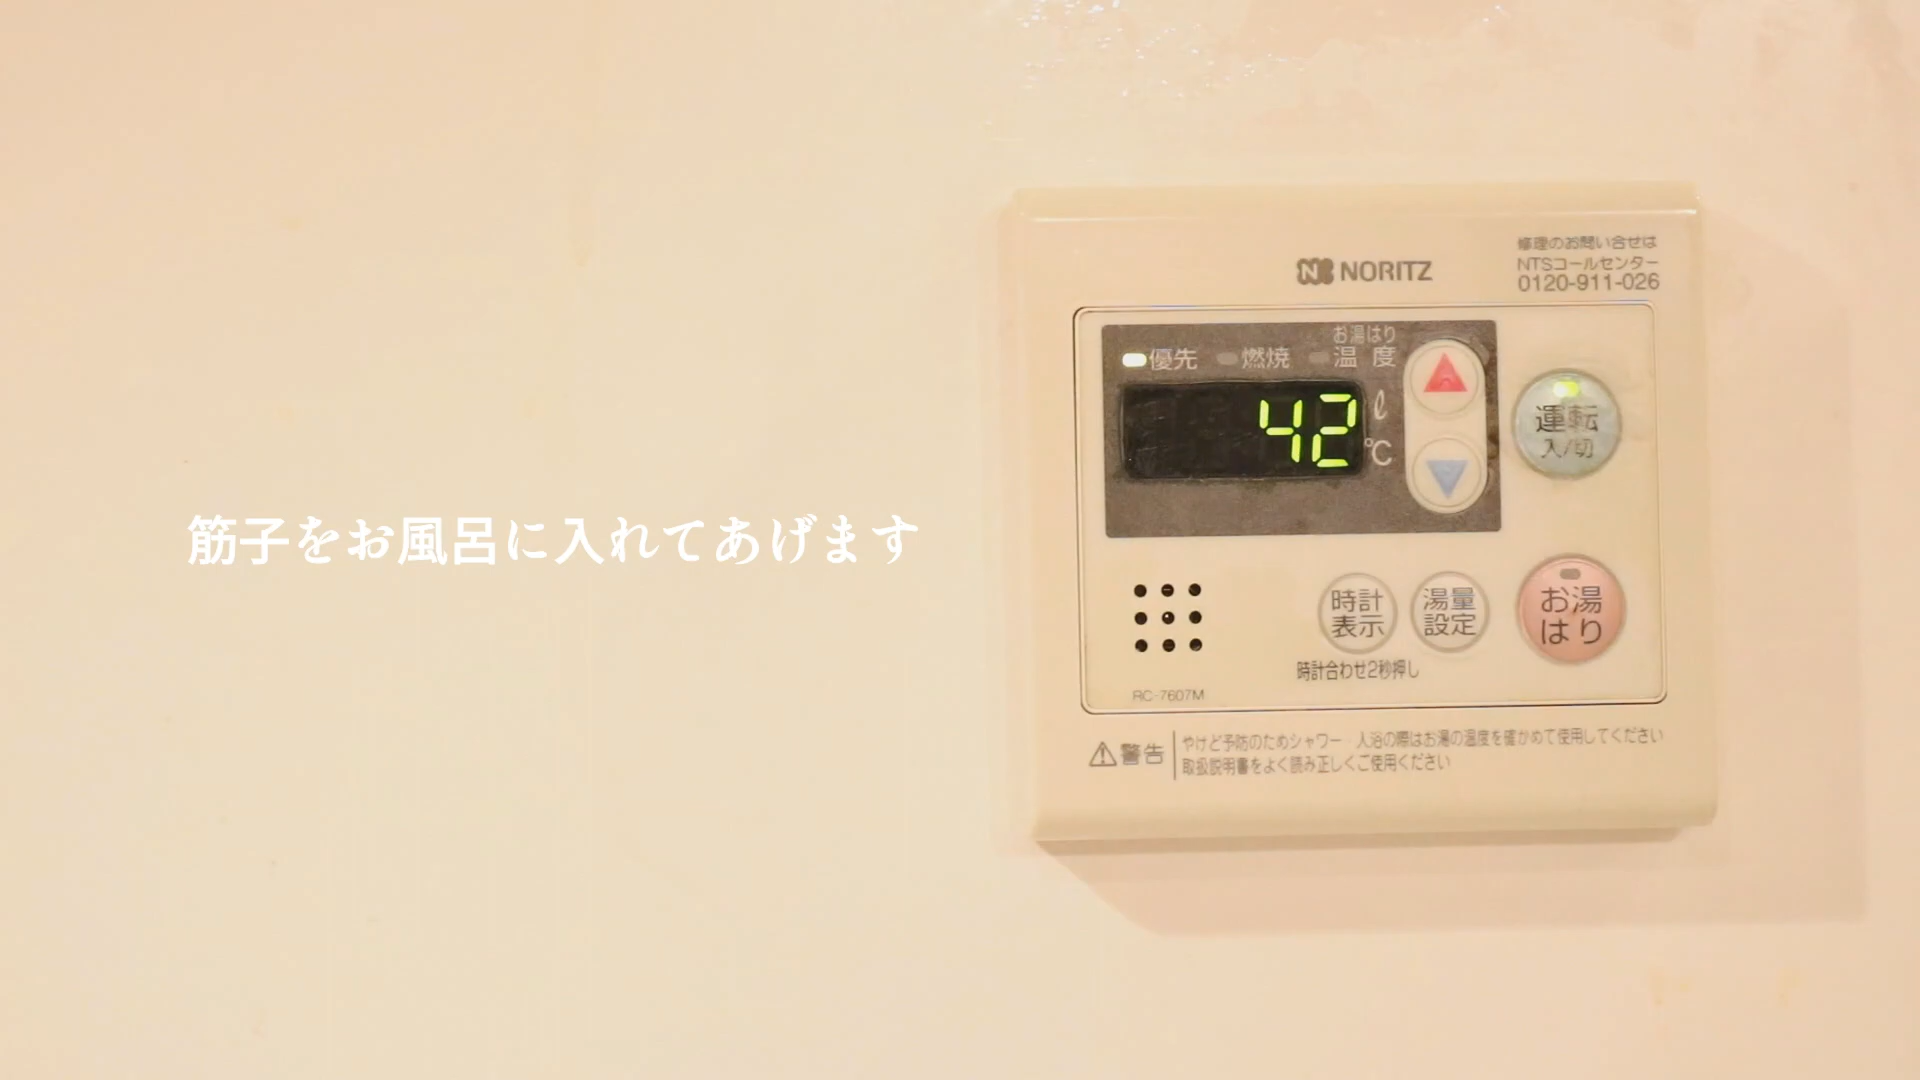 筋子をお風呂に入れてあげます
NORITZ
修理のお問い合せは
NTSコールセンター
0120-911-026
お湯はり
優先 燃焼 温度
42 ℓ
℃
運転
入/切
時計
表示
湯量
設定
お湯
はり
時計合わせ2秒押し
RC-7607M
警告
やけど予防のためシャワー・入浴の際はお湯の温度を確かめて使用してください
取扱説明書をよく読み正しくご使用ください